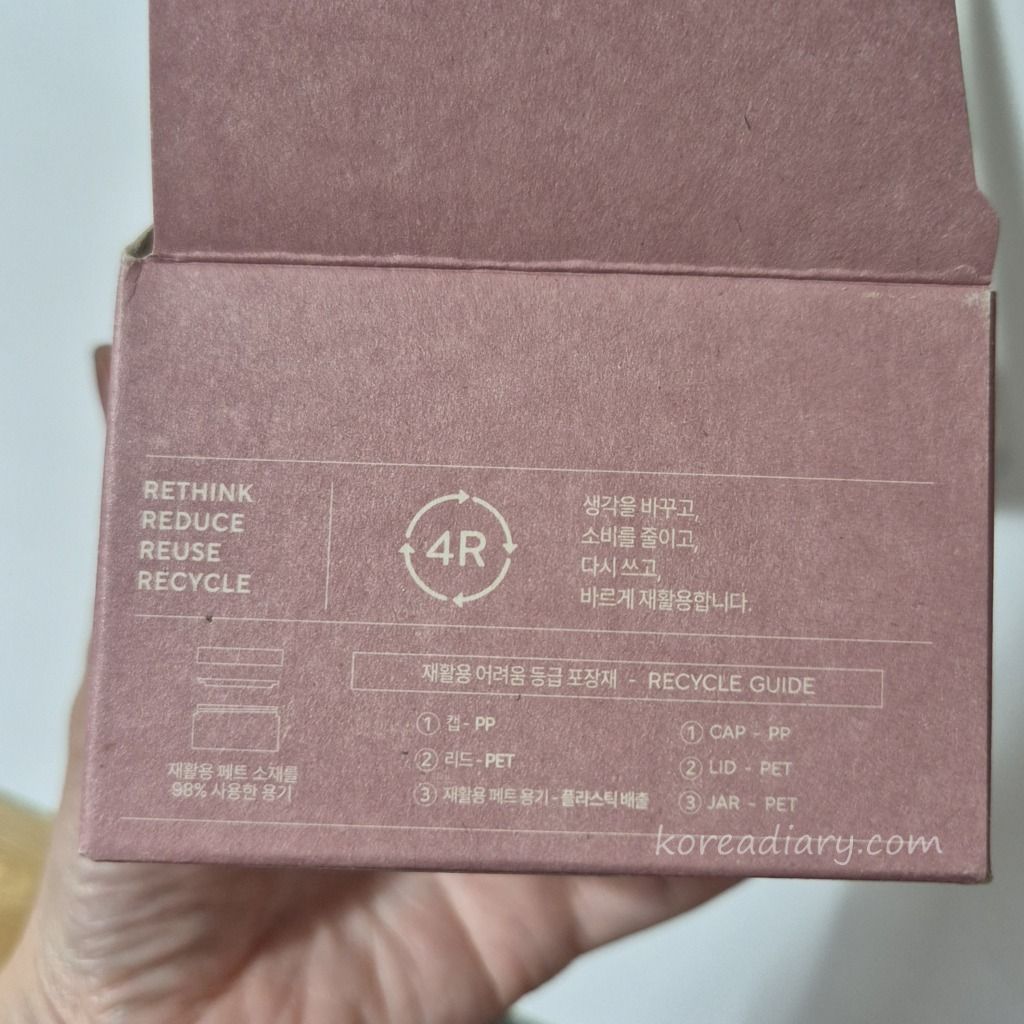 RETHINK
REDUCE
REUSE
RECYCLE
4R
생각을 바꾸고,
소비를 줄이고,
다시 쓰고,
바르게 재활용합니다.
재활용 페트 소재를
98% 사용한 용기
재활용 어려움 등급 포장재 - RECYCLE GUIDE
① 캡 - PP
② 리드 - PET
③ 재활용 페트 용기 - 플라스틱 배출
① CAP - PP
② LID - PET
③ JAR - PET
koreadiary.com